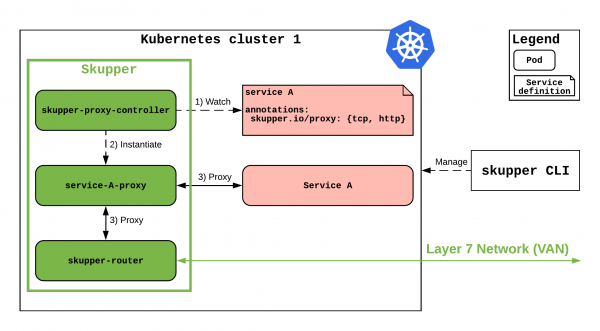 Kubernetes cluster 1
Legend
Pod
Service
definition
Skupper
skupper-proxy-controller
1) Watch
service A
annotations:
skupper.io/proxy: {tcp, http}
2) Instantiate
service-A-proxy
3) Proxy
Service A
Manage
skupper CLI
3) Proxy
skupper-router
Layer 7 Network (VAN)